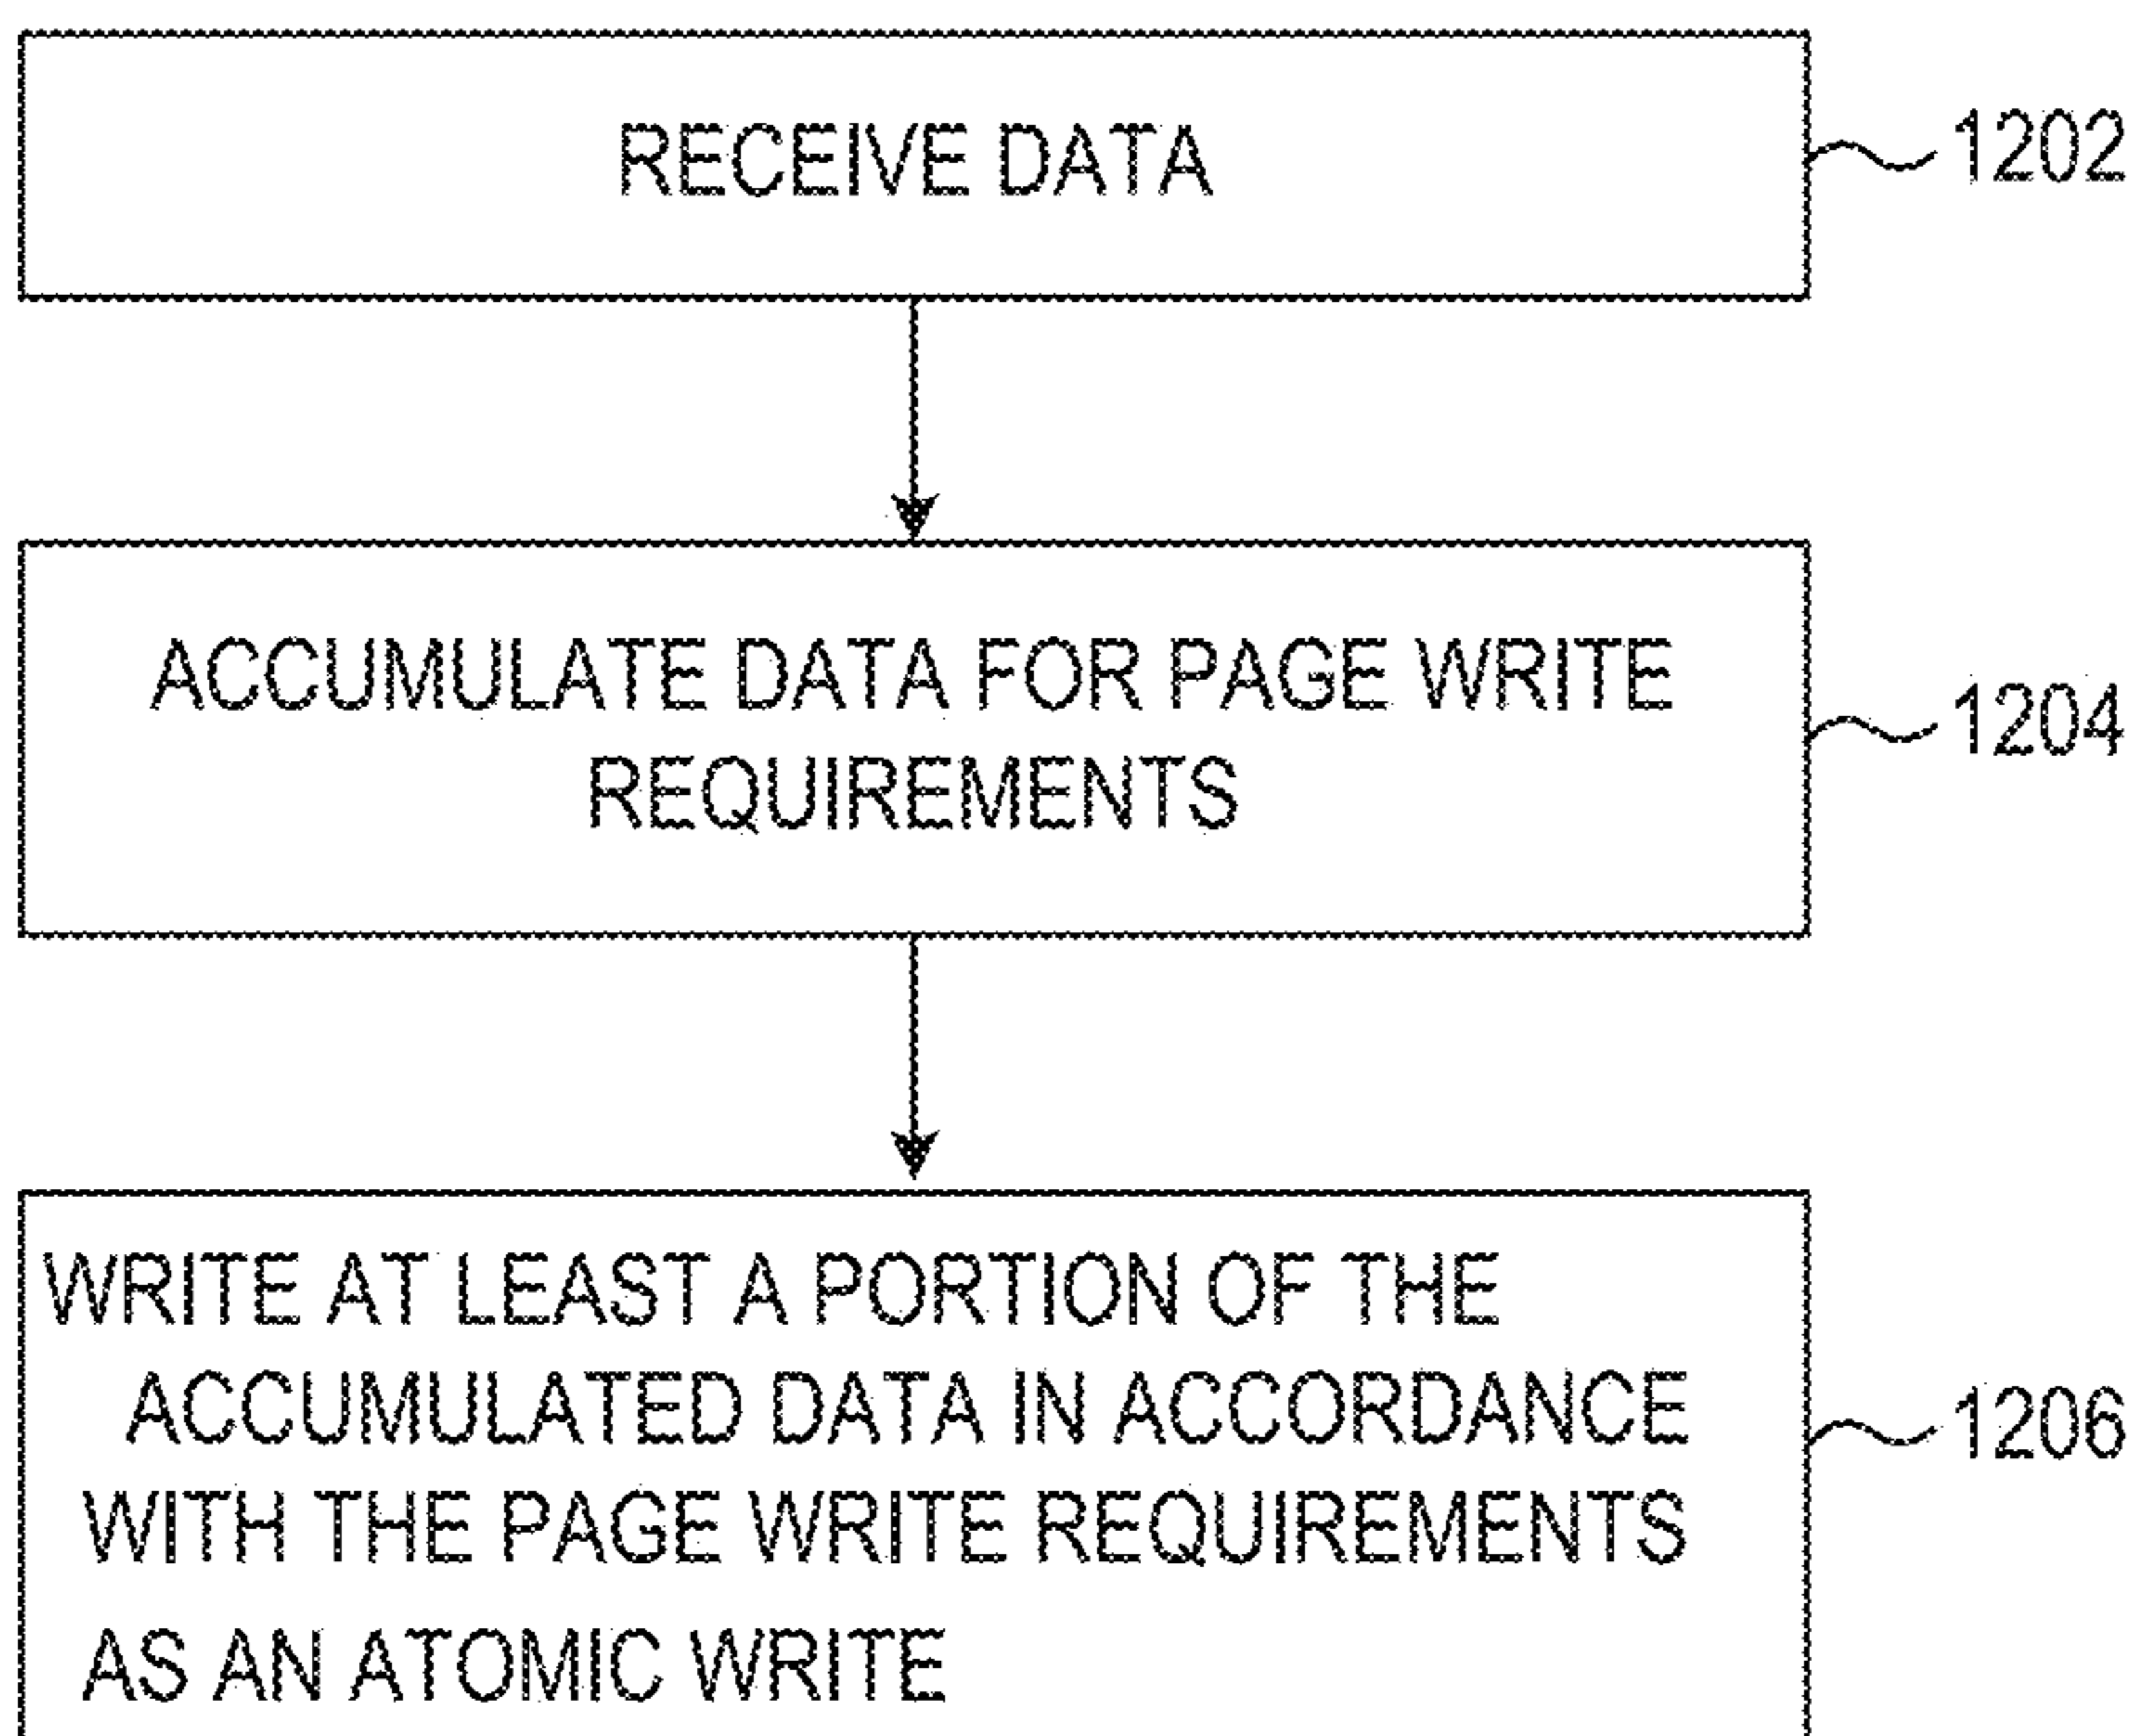 RECEIVE DATA
1202
ACCUMULATE DATA FOR PAGE WRITE
REQUIREMENTS
1204
WRITE AT LEAST A PORTION OF THE
ACCUMULATED DATA IN ACCORDANCE
WITH THE PAGE WRITE REQUIREMENTS
AS AN ATOMIC WRITE
1206